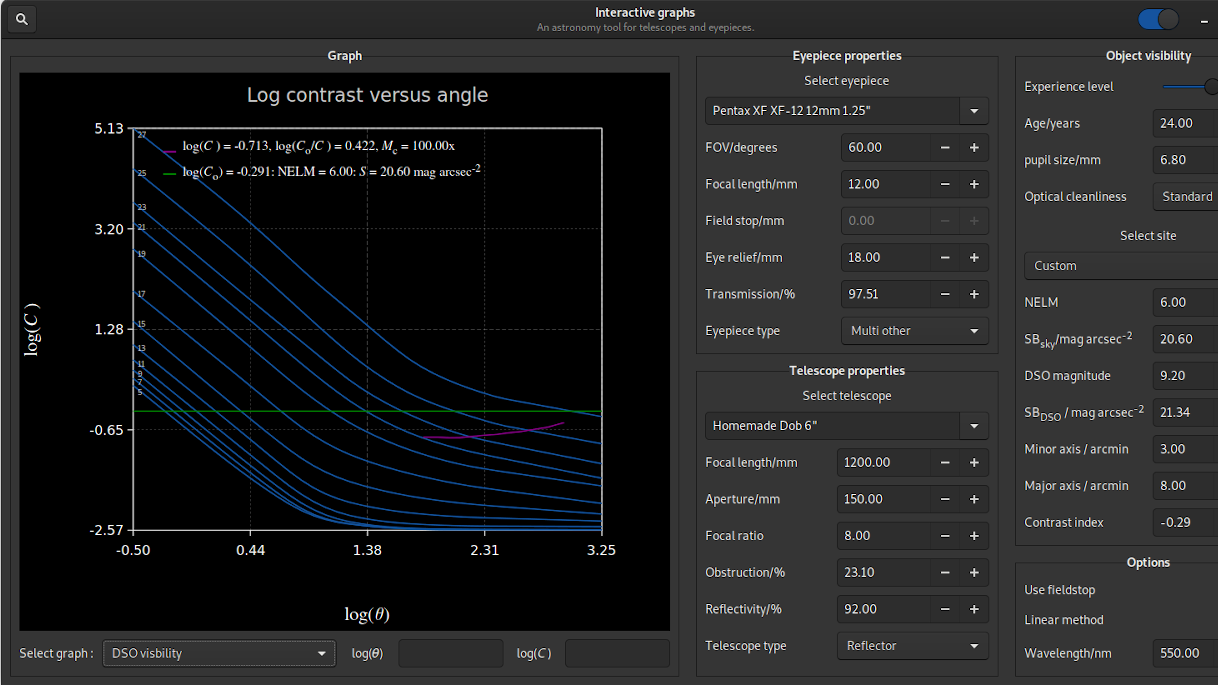 Interactive graphs
An astronomy tool for telescopes and eyepieces.
Graph
Log contrast versus angle
log(C ) = -0.713, log(Cₒ/C ) = 0.422, M꜀ = 100.00x
log(Cₒ) = -0.291: NELM = 6.00: S = 20.60 mag arcsec⁻²
5.13
3.20
1.28
-0.65
-2.57
27
25
23
21
19
17
15
13
11
9
7
5
log(C )
-0.50 0.44 1.38 2.31 3.25
log(θ)
Select graph : DSO visbility log(θ) log(C )
Eyepiece properties
Select eyepiece
Pentax XF XF-12 12mm 1.25"
FOV/degrees 60.00 − +
Focal length/mm 12.00 − +
Field stop/mm 0.00 − +
Eye relief/mm 18.00 − +
Transmission/% 97.51 − +
Eyepiece type Multi other
Telescope properties
Select telescope
Homemade Dob 6"
Focal length/mm 1200.00 − +
Aperture/mm 150.00 − +
Focal ratio 8.00 − +
Obstruction/% 23.10 − +
Reflectivity/% 92.00 − +
Telescope type Reflector
Object visibility
Experience level
Age/years 24.00
pupil size/mm 6.80
Optical cleanliness Standard
Select site
Custom
NELM 6.00
SBsky/mag arcsec⁻² 20.60
DSO magnitude 9.20
SBDSO / mag arcsec⁻² 21.34
Minor axis / arcmin 3.00
Major axis / arcmin 8.00
Contrast index -0.29
Options
Use fieldstop
Linear method
Wavelength/nm 550.00